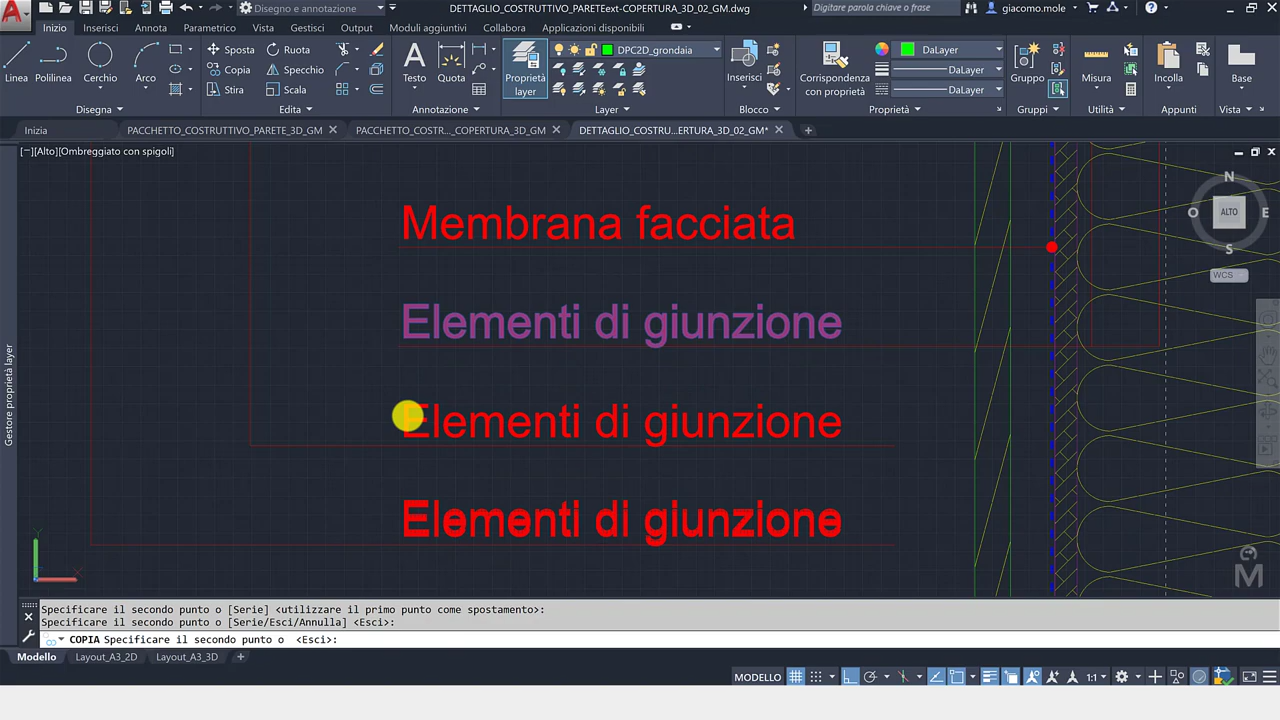 Disegno e annotazione
DETTAGLIO_COSTRUTTIVO_PARETEext-COPERTURA_3D_02_GM.dwg
Digitare parola chiave o frase
giacomo.mole
Inizio Inserisci Annota Parametrico Vista Gestisci Output Moduli aggiuntivi Collabora Applicazioni disponibili
Linea Polilinea Cerchio Arco
Sposta Ruota
Copia Specchio
Stira Scala
Testo Quota
Proprietà layer
DPC2D_grondaia
Inserisci
Corrispondenza con proprietà
DaLayer
DaLayer
DaLayer
Gruppo Misura Incolla Base
Disegna Edita Annotazione Layer Blocco Proprietà Gruppi Utilità Appunti Vista
Inizia PACCHETTO_COSTRUTTIVO_PARETE_3D_GM PACCHETTO_COSTR..._COPERTURA_3D_GM DETTAGLIO_COSTRU...ERTURA_3D_02_GM*
[−][Alto][Ombreggiato con spigoli]
N
O ALTO E
S
WCS
Gestore proprietà layer
Membrana facciata
Elementi di giunzione
Elementi di giunzione
Elementi di giunzione
Y
X
M
Specificare il secondo punto o [Serie] <utilizzare il primo punto come spostamento>:
Specificare il secondo punto o [Serie/Esci/Annulla] <Esci>:
COPIA Specificare il secondo punto o <Esci>:
Modello Layout_A3_2D Layout_A3_3D
MODELLO 1:1